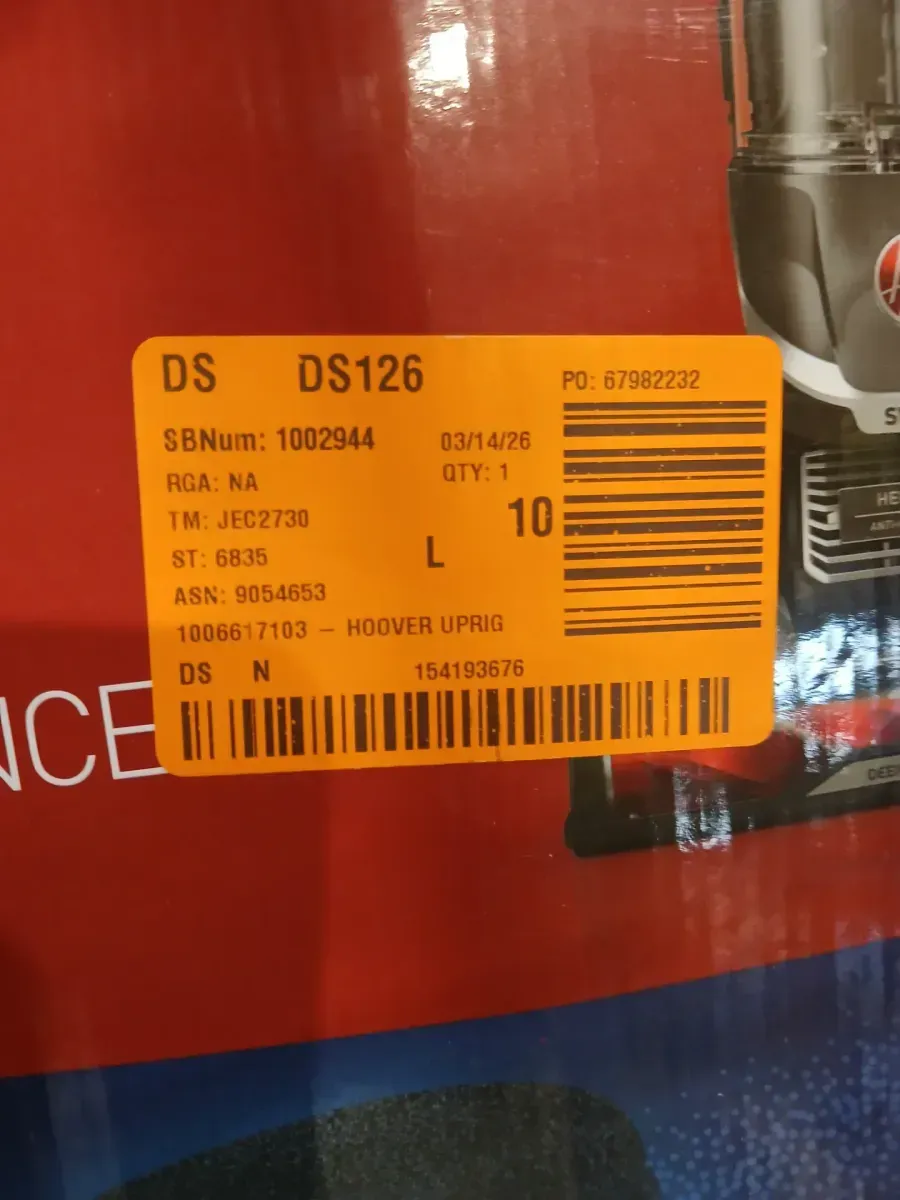 DS DS126
PO: 67982232
SBNum: 1002944 03/14/26
RGA: NA QTY: 1
TM: JEC2730 10
ST: 6835 L
ASN: 9054653
1006617103 – HOOVER UPRIG
DS N 154193676
NCE